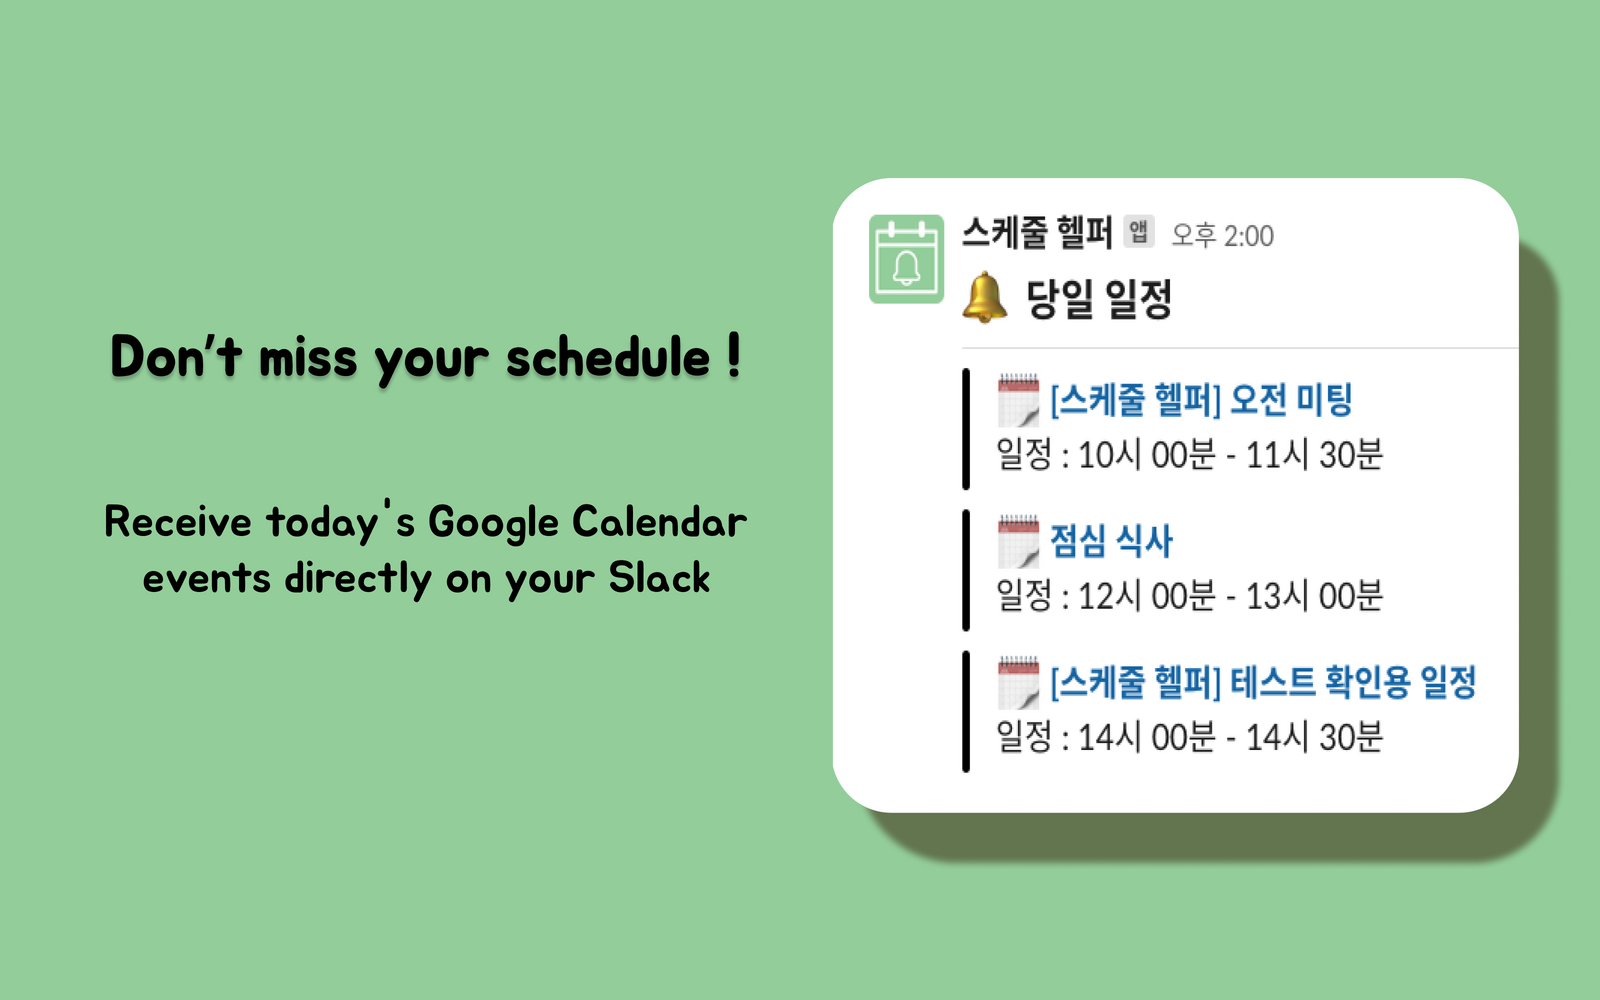 Don't miss your schedule !
Receive today's Google Calendar
events directly on your Slack
스케줄 헬퍼 앱 오후 2:00
당일 일정
[스케줄 헬퍼] 오전 미팅
일정 : 10시 00분 - 11시 30분
점심 식사
일정 : 12시 00분 - 13시 00분
[스케줄 헬퍼] 테스트 확인용 일정
일정 : 14시 00분 - 14시 30분